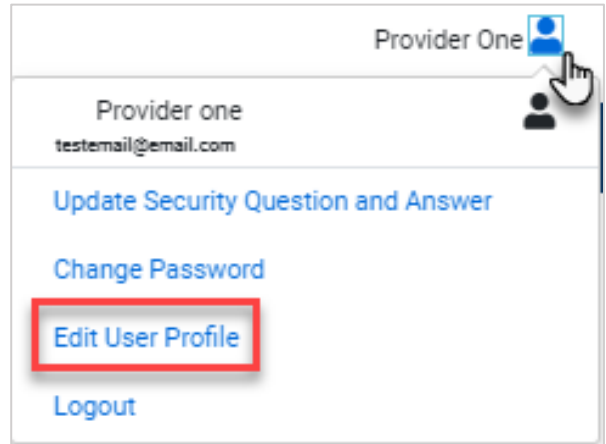 Provider One
Provider one
testemail@email.com
Update Security Question and Answer
Change Password
Edit User Profile
Logout